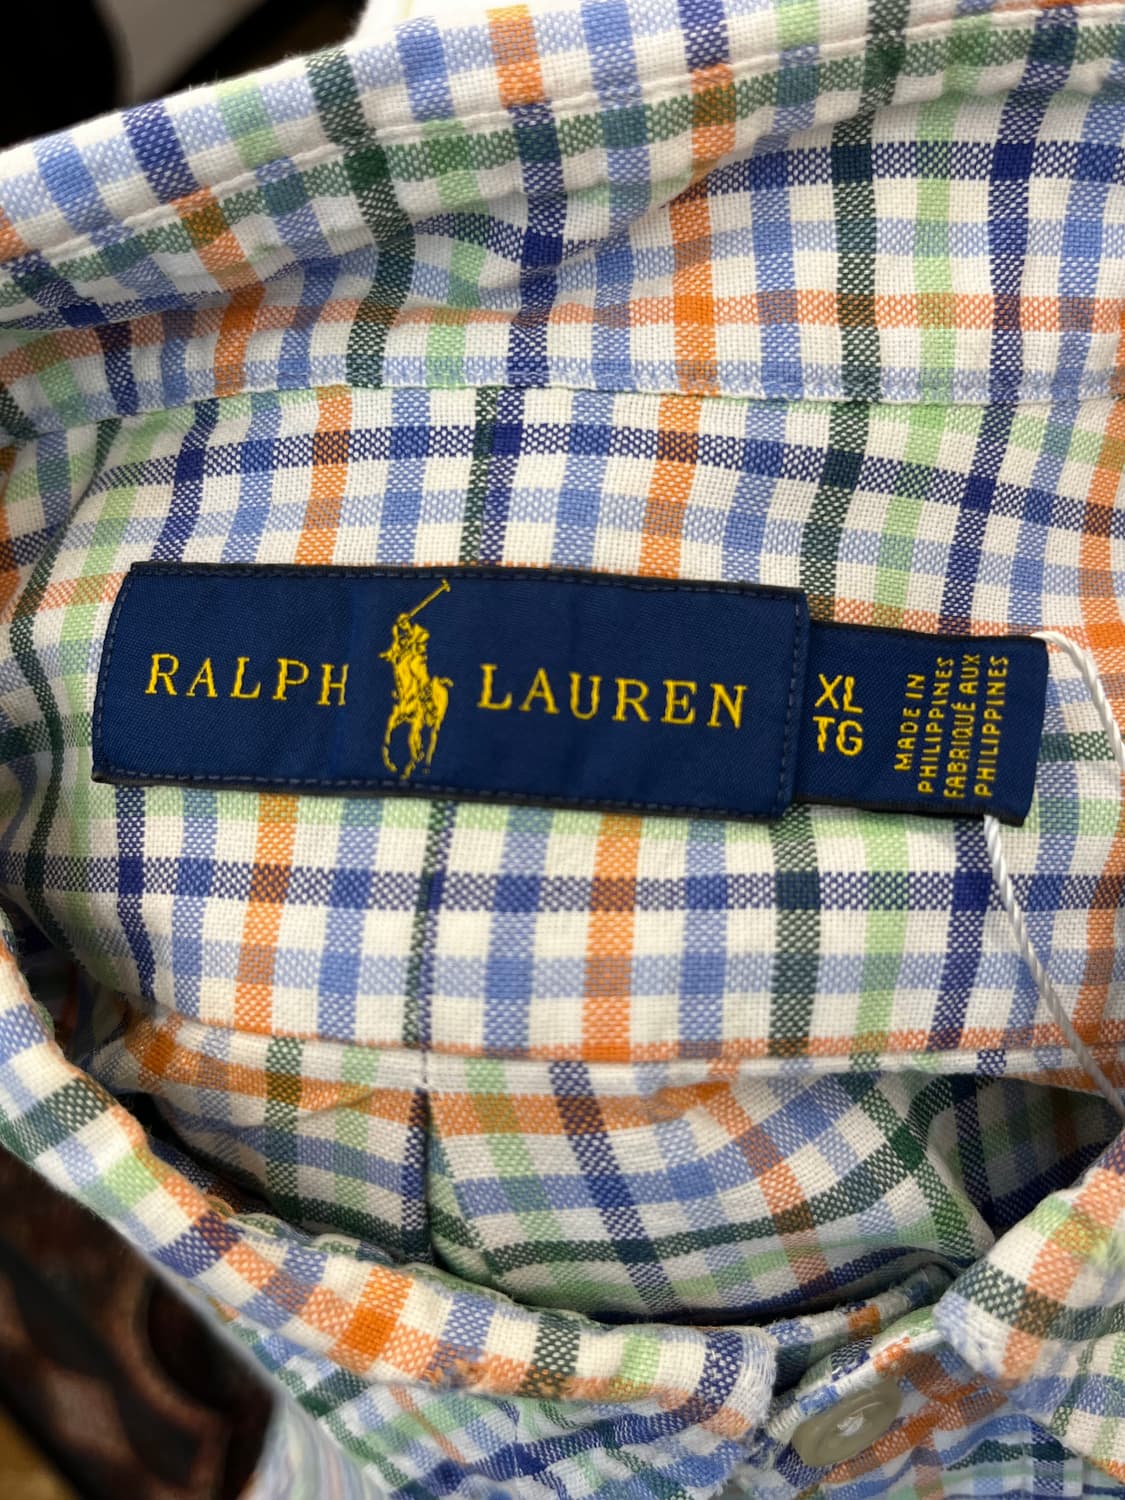 RALPH LAUREN
XL
TG
MADE IN
PHILIPPINES
FABRIQUÉ AUX
PHILIPPINES